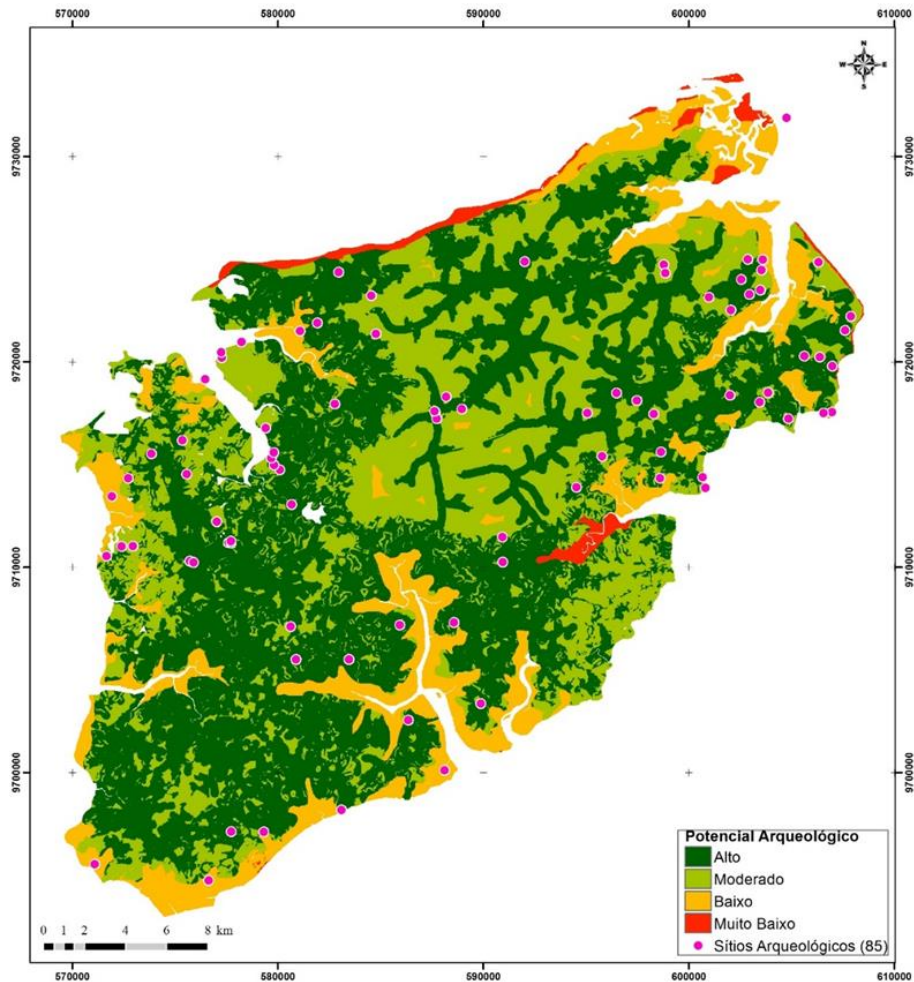 570000 580000 590000 600000 610000
N
W E
S
9730000 9730000
9720000 9720000
9710000 9710000
9700000 9700000
Potencial Arqueológico
Alto
Moderado
Baixo
Muito Baixo
Sítios Arqueológicos (85)
0 1 2 4 6 8 km
570000 580000 590000 600000 610000